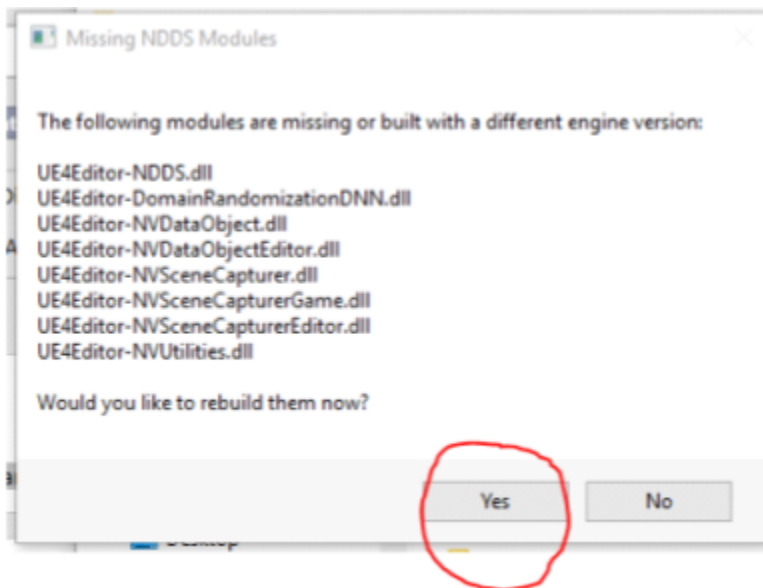 Missing NDDS Modules
The following modules are missing or built with a different engine version:
UE4Editor-NDDS.dll
UE4Editor-DomainRandomizationDNN.dll
UE4Editor-NVDataObject.dll
UE4Editor-NVDataObjectEditor.dll
UE4Editor-NVSceneCapturer.dll
UE4Editor-NVSceneCapturerGame.dll
UE4Editor-NVSceneCapturerEditor.dll
UE4Editor-NVUtilities.dll
Would you like to rebuild them now?
Yes No